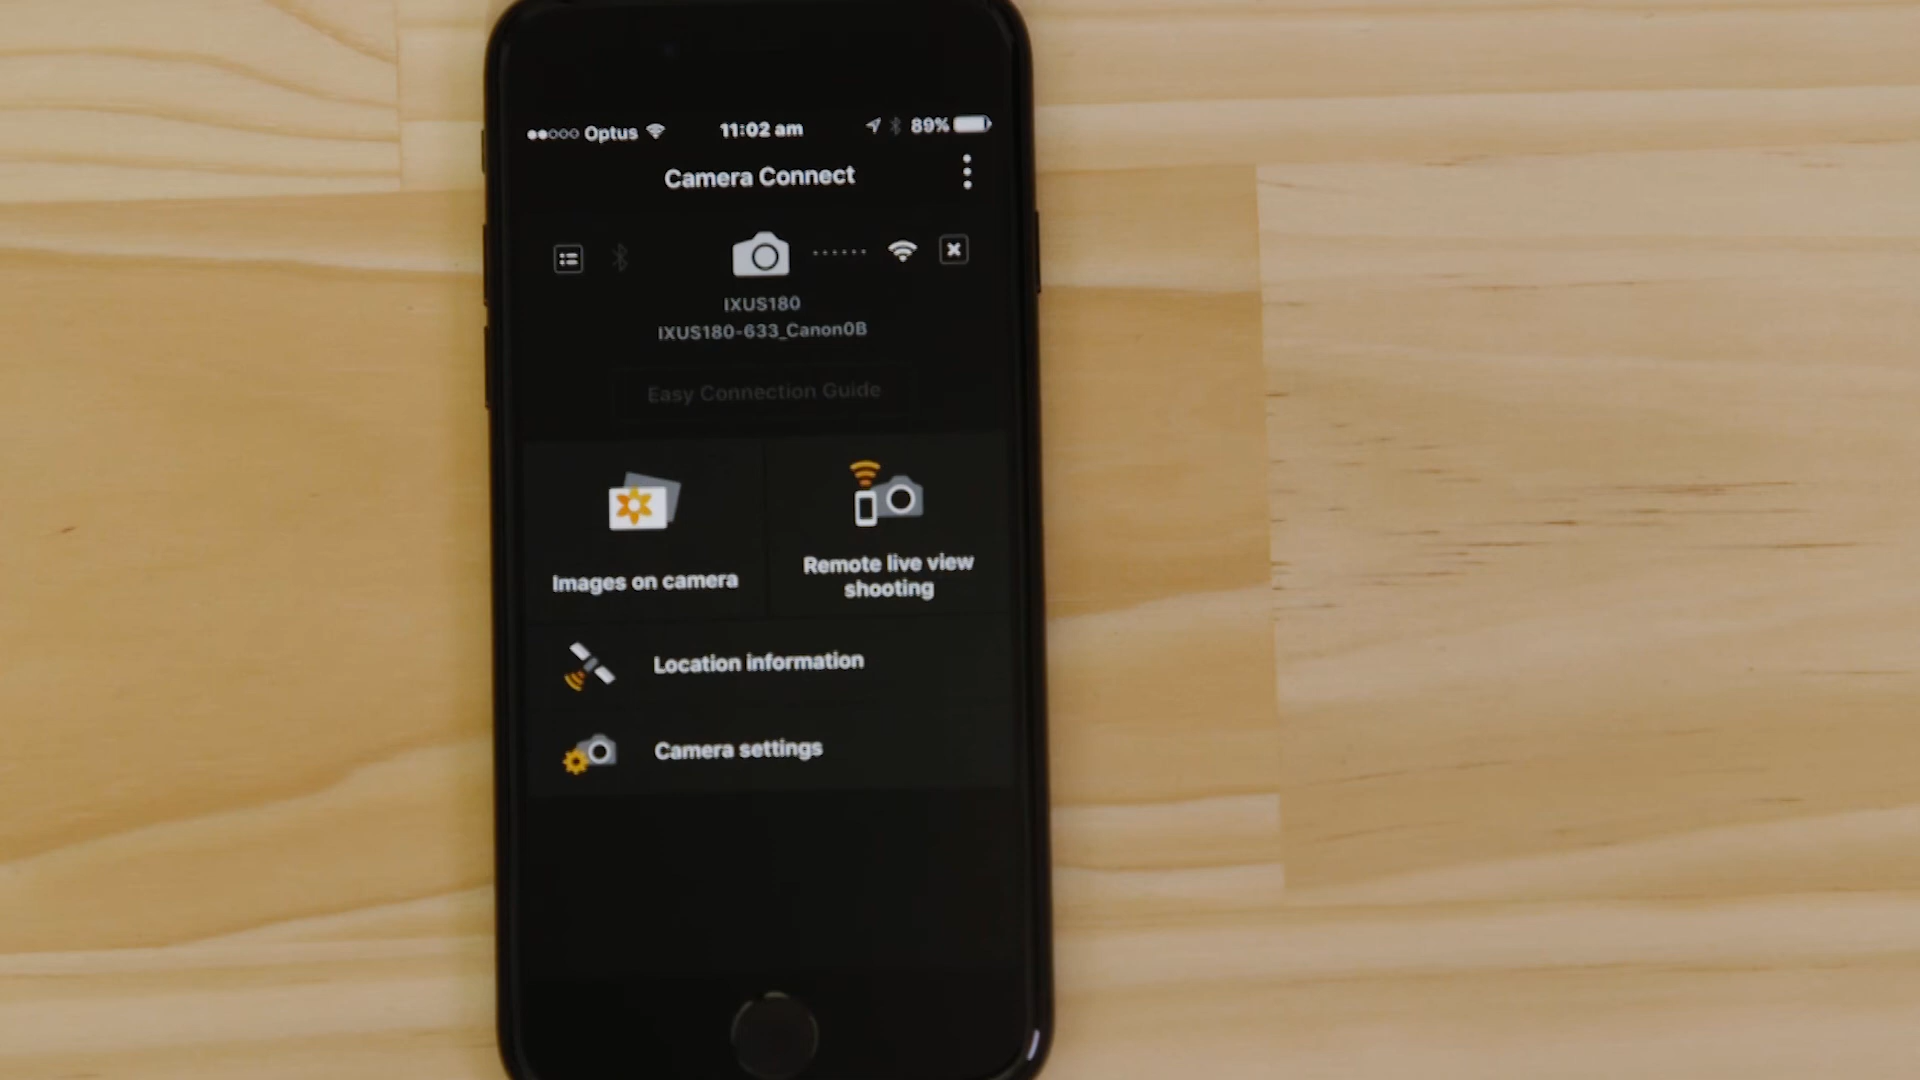 Optus 11:02 am 89%
Camera Connect
IXUS180
IXUS180-633_Canon0B
Easy Connection Guide
Images on camera
Remote live view
shooting
Location information
Camera settings